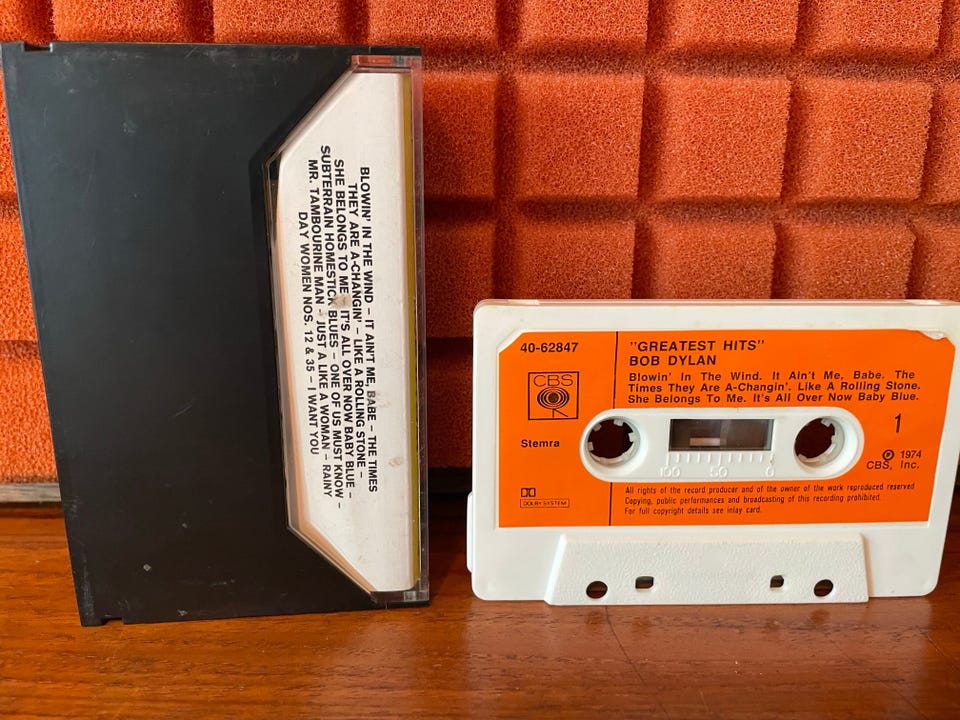 BLOWIN' IN THE WIND – IT AIN'T ME, BABE – THE TIMES
THEY ARE A-CHANGIN' – LIKE A ROLLING STONE –
SHE BELONGS TO ME – IT'S ALL OVER NOW BABY BLUE –
SUBTERRAIN HOMESTICK BLUES – ONE OF US MUST KNOW –
MR. TAMBOURINE MAN – JUST A LIKE A WOMAN – RAINY
DAY WOMEN NOS. 12 & 35 – I WANT YOU
40-62847
"GREATEST HITS"
BOB DYLAN
Blowin' In The Wind. It Ain't Me, Babe. The
Times They Are A-Changin'. Like A Rolling Stone.
She Belongs To Me. It's All Over Now Baby Blue.
CBS
Stemra
1
100 50 0
℗ 1974
CBS, Inc.
DOLBY SYSTEM
All rights of the record producer and of the owner of the work reproduced reserved
Copying, public performances and broadcasting of this recording prohibited.
For full copyright details see inlay card.